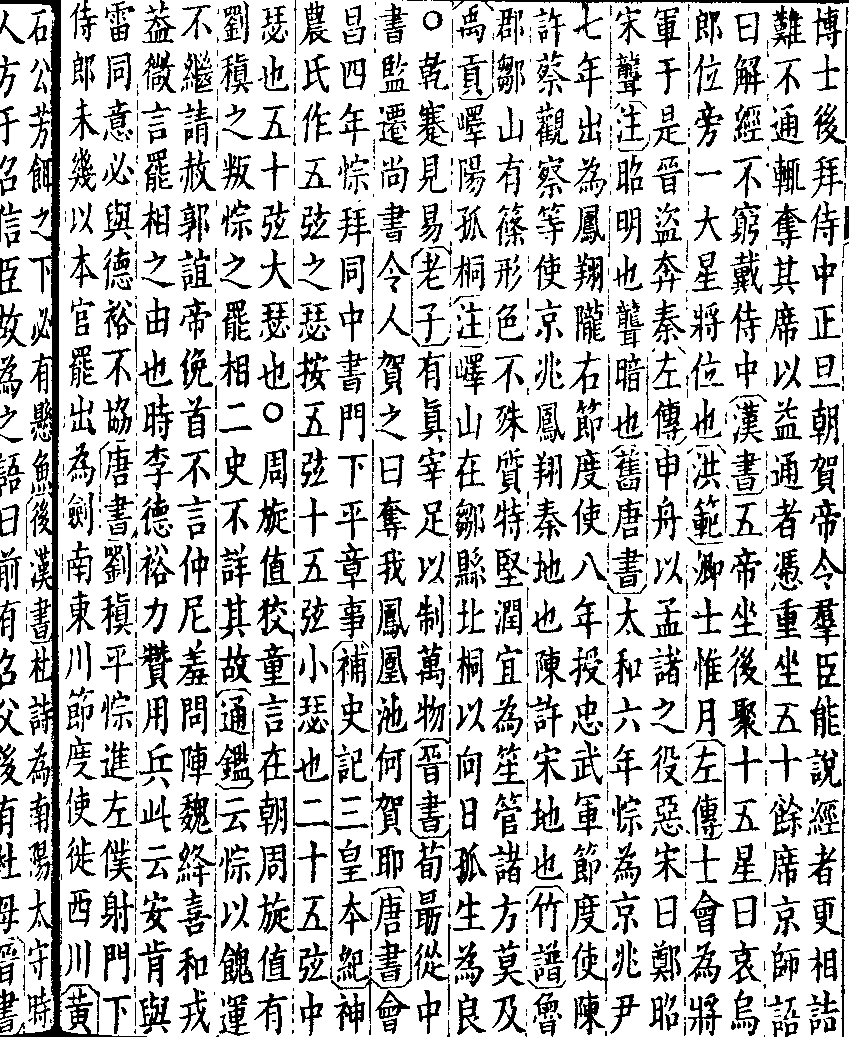 博士後拜侍中正旦朝賀帝令羣臣能說經者更相詰
難不通輒奪其席以益通者憑重坐五十餘席京師語
曰解經不窮戴侍中漢書五帝坐後聚十五星曰哀烏
郎位旁一大星將位也洪範卿士惟月左傳士會為將
軍于是晉盜奔秦左傳申舟以孟諸之役惡宋曰鄭昭
宋聾注昭明也聾暗也舊唐書太和六年悰為京兆尹
七年出為鳳翔隴右節度使八年授忠武軍節度使陳
許蔡觀察等使京兆鳳翔秦地也陳許宋地也竹譜魯
郡鄒山有篠形色不殊質特堅潤宜為笙管諸方莫及
禹貢嶧陽孤桐注嶧山在鄒縣北桐以向日孤生為良
○乾蹇見易老子有真宰足以制萬物晉書荀勗從中
書監遷尚書令人賀之曰奪我鳳凰池何賀耶唐書會
昌四年悰拜同中書門下平章事補史記三皇本紀神
農氏作五弦之瑟按五弦十五弦小瑟也二十五弦中
瑟也五十弦大瑟也○周旋值狡童言在朝周旋值有
劉稹之叛悰之罷相二史不詳其故通鑑云悰以餽運
不繼請赦郭誼帝俛首不言仲尼羞問陣魏絳喜和戎
葢微言罷相之由也時李德裕力贊用兵此云安肯與
雷同意必與德裕不協唐書劉稹平悰進左僕射門下
侍郎未幾以本官罷出為劍南東川節度使徙西川黄
石公芳餌之下必有懸魚後漢書杜詩為南陽太守時
人方于召信臣故為之語曰前有召父後有杜母晉書